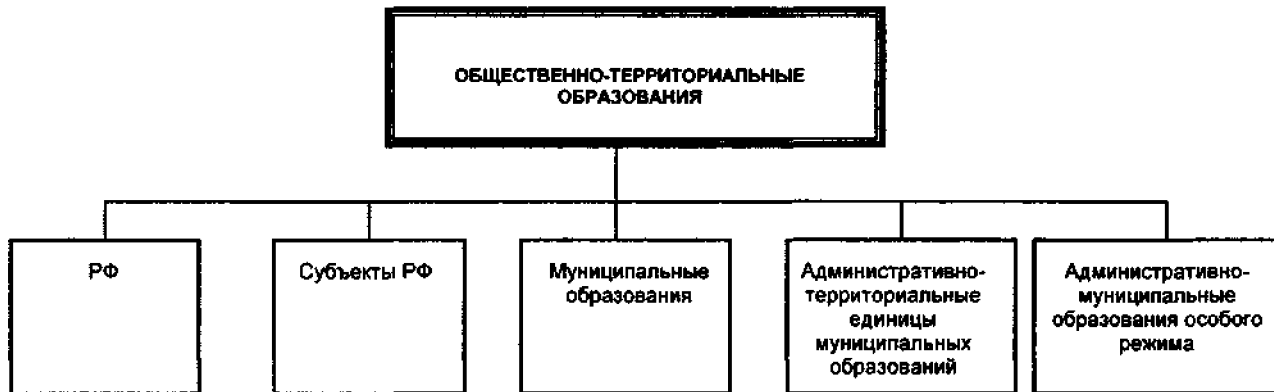 ОБЩЕСТВЕННО-ТЕРРИТОРИАЛЬНЫЕ
ОБРАЗОВАНИЯ
РФ
Субъекты РФ
Муниципальные
образования
Административно-
территориальные
единицы
муниципальных
образований
Административно-
муниципальные
образования особого
режима